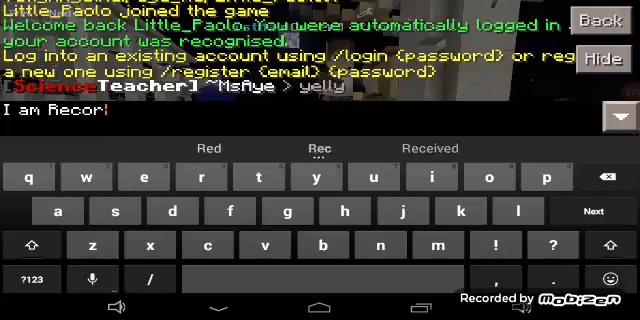 Little_Paolo joined the game
Welcome back Little_Paolo. You were automatically logged in
your account was recognised.
Log into an existing account using /login {password} or reg
a new one using /register {email} {password}
[ScienceTeacher] ~MsAye > yelly
Back
Hide
I am Recor
Red Rec Received
q w e r t y u i o p
a s d f g h j k l Next
z x c v b n m ! ?
?123 / , .
Recorded by Mobizen